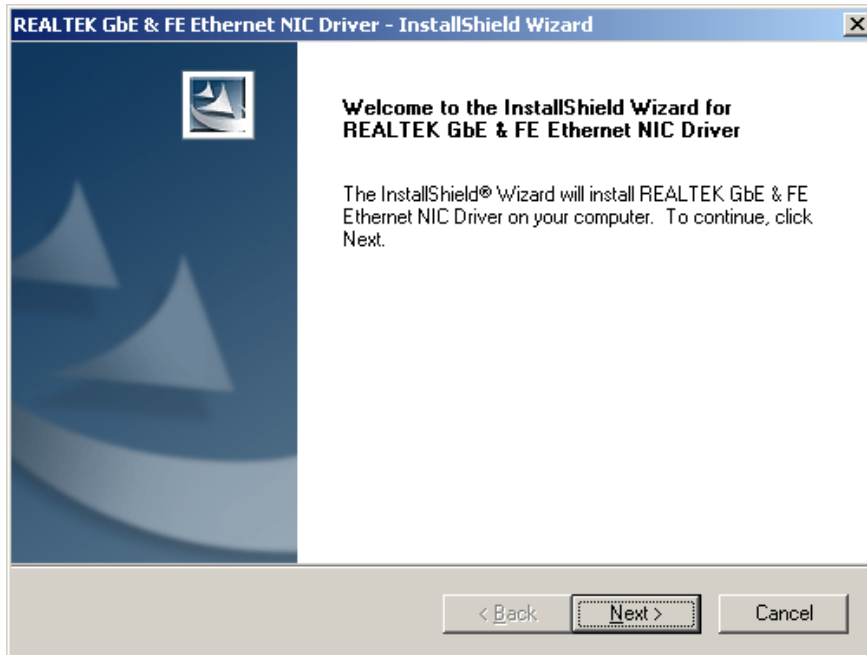 REALTEK GbE & FE Ethernet NIC Driver - InstallShield Wizard
Welcome to the InstallShield Wizard for
REALTEK GbE & FE Ethernet NIC Driver
The InstallShield® Wizard will install REALTEK GbE & FE
Ethernet NIC Driver on your computer. To continue, click
Next.
< Back
Next >
Cancel